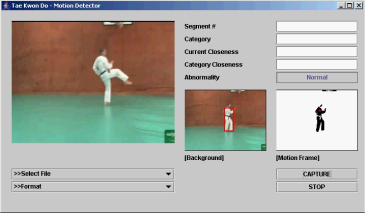 Tae Kwon Do - Motion Detector
Segment #
Category
Current Closeness
Category Closeness
Abnormality Normal
[Background] [Motion Frame]
>>Select File CAPTURE
>>Format STOP